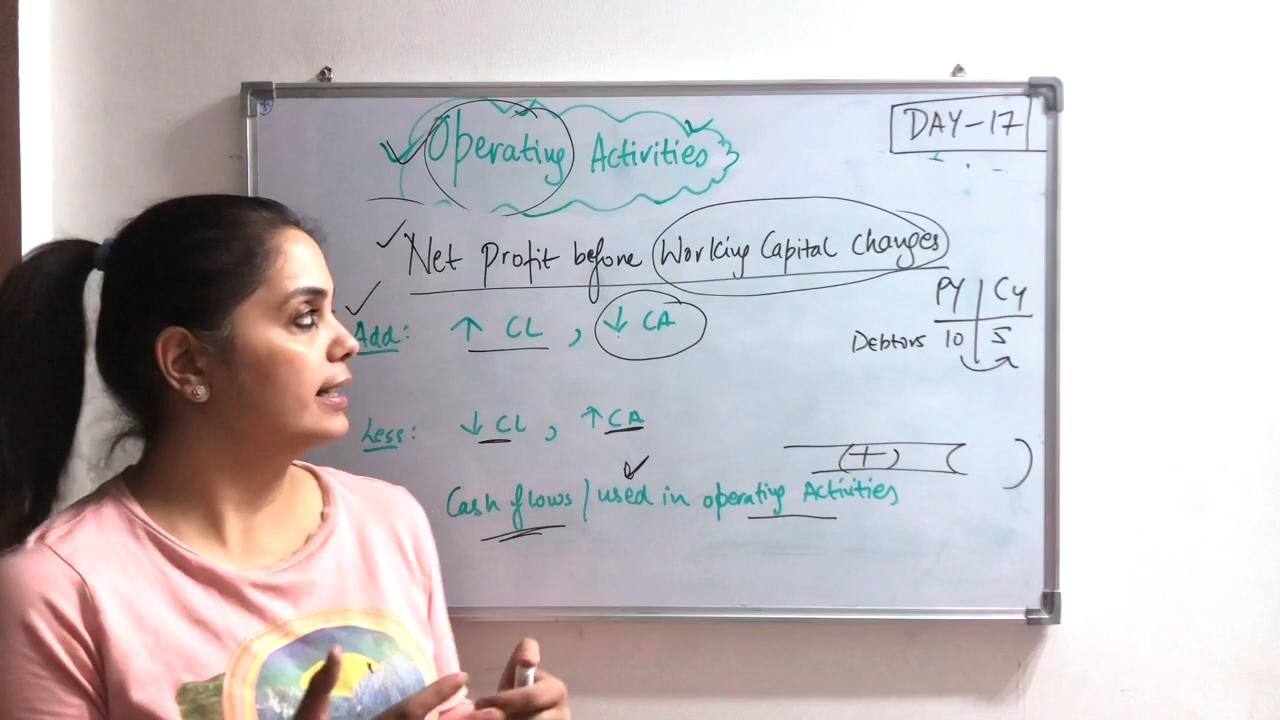 Operating Activities
DAY-17
Net Profit before Working Capital changes
PY CY
Add: ↑ CL, ↓ CA
Debtors 10 5
Less: ↓ CL, ↑ CA
(+) ( )
Cash flows / used in operating Activities